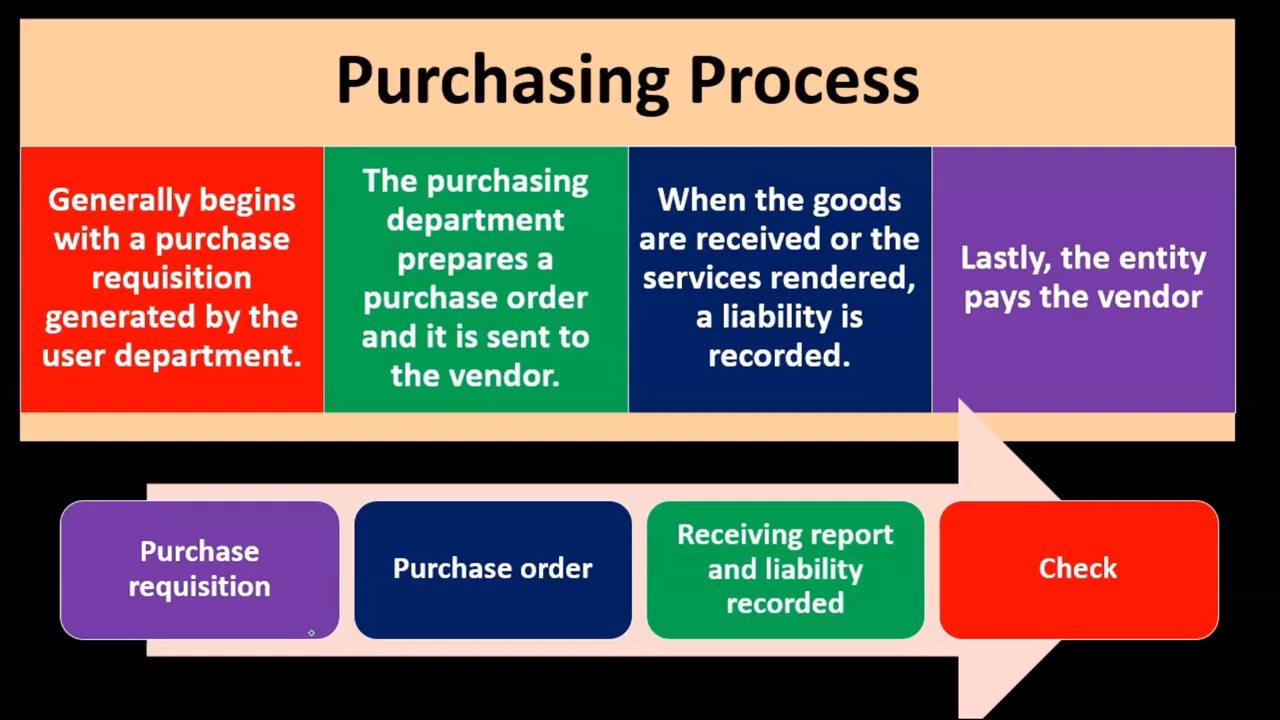 Purchasing Process
Generally begins
with a purchase
requisition
generated by the
user department.
The purchasing
department
prepares a
purchase order
and it is sent to
the vendor.
When the goods
are received or the
services rendered,
a liability is
recorded.
Lastly, the entity
pays the vendor
Purchase
requisition
Purchase order
Receiving report
and liability
recorded
Check